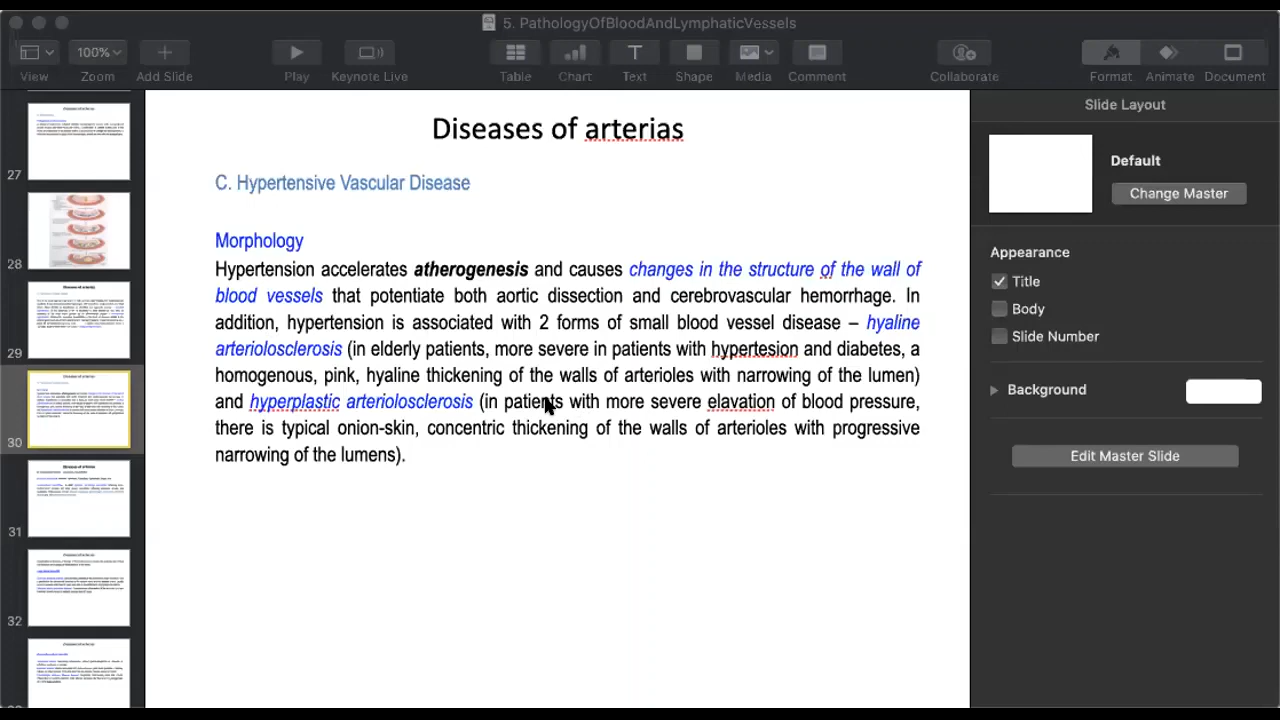 5. PathologyOfBloodAndLymphaticVessels
100%
View Zoom Add Slide Play Keynote Live Table Chart Text Shape Media Comment Collaborate Format Animate Document
27
28
29
30
31
32
Diseases of arterias
C. Hypertensive Vascular Disease
Morphology
Hypertension accelerates atherogenesis and causes changes in the structure of the wall of
blood vessels that potentiate both aortic dissection and cerebrovascular hemorrhage. In
addition, hypertension is associated with 2 forms of small blood vessel disease – hyaline
arteriolosclerosis (in elderly patients, more severe in patients with hypertesion and diabetes, a
homogenous, pink, hyaline thickening of the walls of arterioles with narrowing of the lumen)
and hyperplastic arteriolosclerosis (in patients with more severe elavation of blood pressure,
there is typical onion-skin, concentric thickening of the walls of arterioles with progressive
narrowing of the lumens).
Slide Layout
Default
Change Master
Appearance
Title
Body
Slide Number
Background
Edit Master Slide